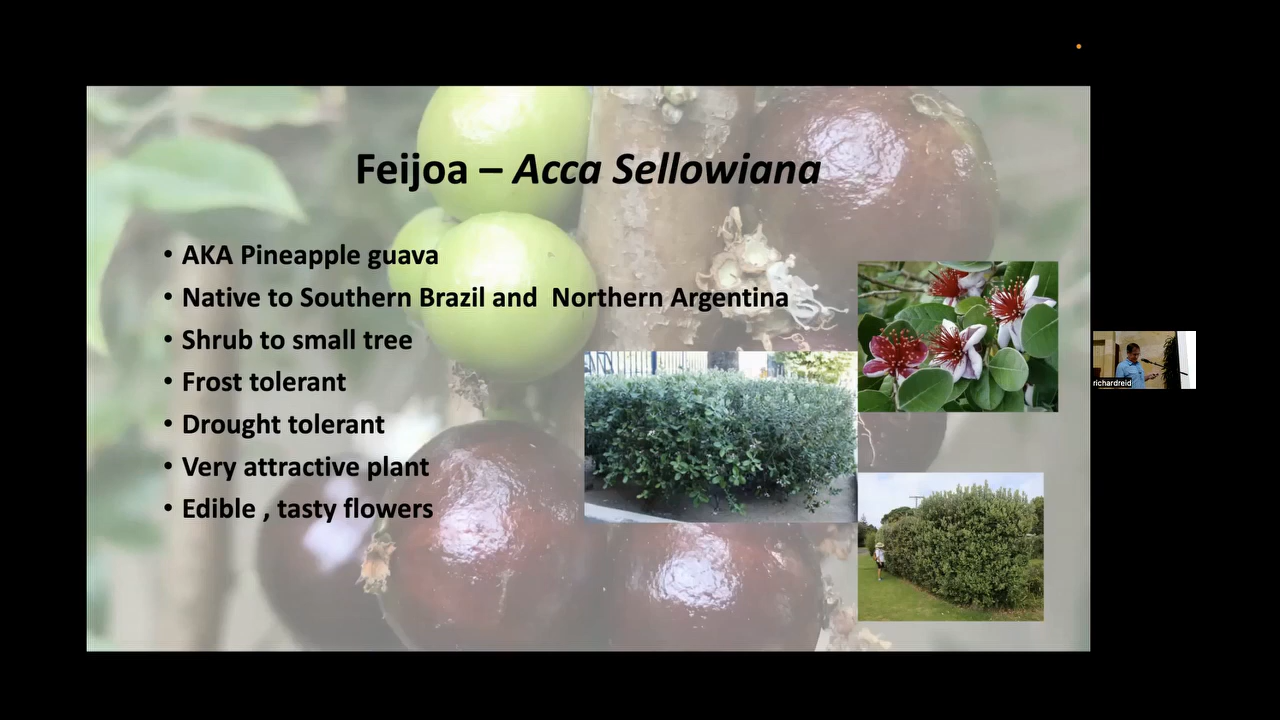 Feijoa – Acca Sellowiana
• AKA Pineapple guava
• Native to Southern Brazil and  Northern Argentina
• Shrub to small tree
• Frost tolerant
• Drought tolerant
• Very attractive plant
• Edible , tasty flowers
richardreid